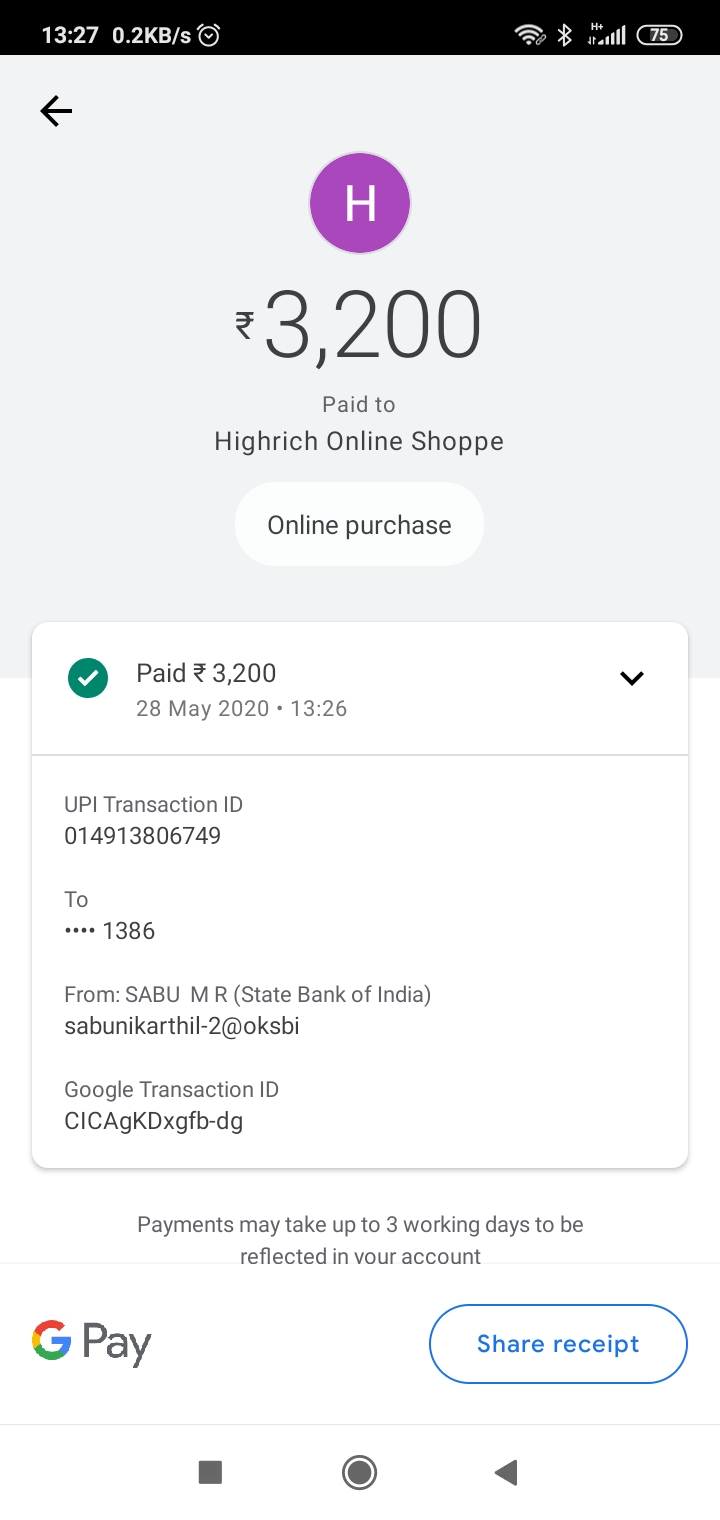 13:27 0.2KB/s
H+
75
H
₹3,200
Paid to
Highrich Online Shoppe
Online purchase
Paid ₹ 3,200
28 May 2020 • 13:26
UPI Transaction ID
014913806749
To
•••• 1386
From: SABU  M R (State Bank of India)
sabunikarthil-2@oksbi
Google Transaction ID
CICAgKDxgfb-dg
Payments may take up to 3 working days to be
reflected in your account
G Pay
Share receipt